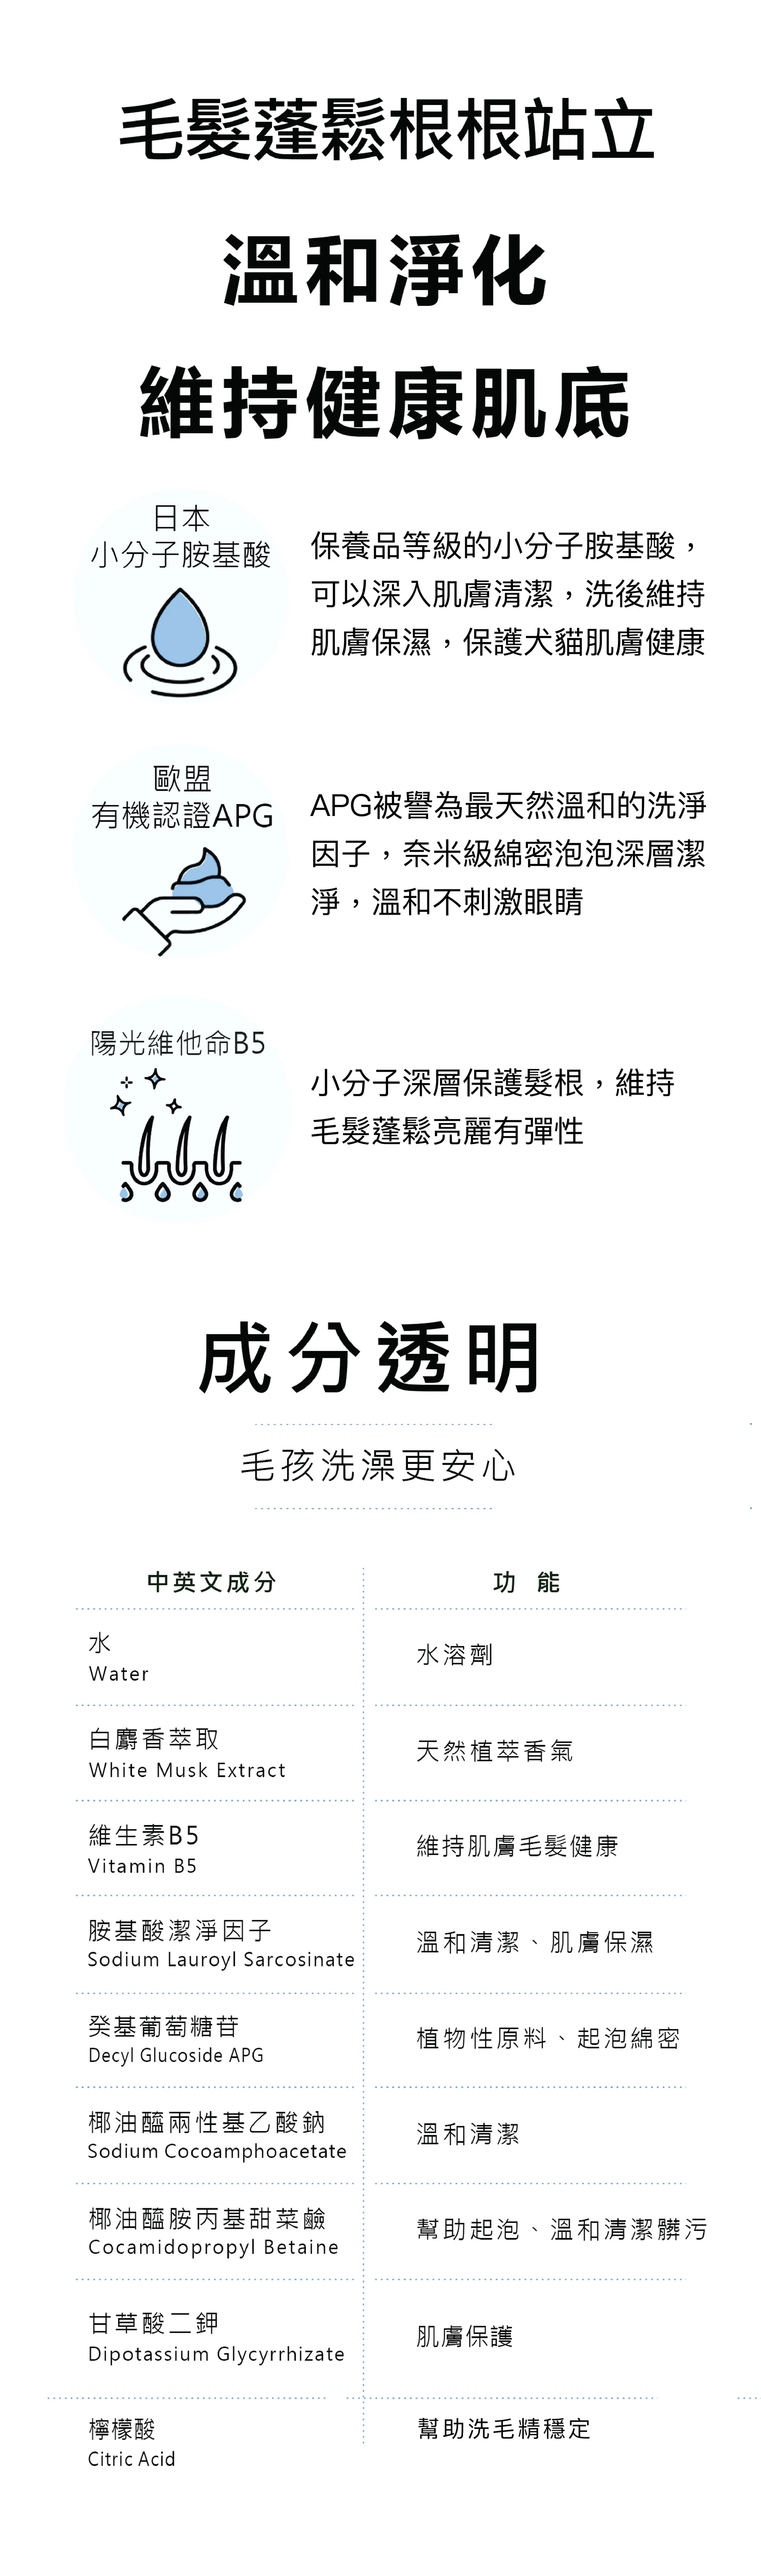 毛髮蓬鬆根根站立
溫和淨化
維持健康肌底
日本
小分子胺基酸
保養品等級的小分子胺基酸，
可以深入肌膚清潔，洗後維持
肌膚保濕，保護犬貓肌膚健康
歐盟
有機認證APG
APG被譽為最天然溫和的洗淨
因子，奈米級綿密泡泡深層潔
淨，溫和不刺激眼睛
陽光維他命B5
小分子深層保護髮根，維持
毛髮蓬鬆亮麗有彈性
成分透明
毛孩洗澡更安心
中英文成分
功 能
水
Water
水溶劑
白麝香萃取
White Musk Extract
天然植萃香氣
維生素B5
Vitamin B5
維持肌膚毛髮健康
胺基酸潔淨因子
Sodium Lauroyl Sarcosinate
溫和清潔、肌膚保濕
癸基葡萄糖苷
Decyl Glucoside APG
植物性原料、起泡綿密
椰油醯兩性基乙酸鈉
Sodium Cocoamphoacetate
溫和清潔
椰油醯胺丙基甜菜鹼
Cocamidopropyl Betaine
幫助起泡、溫和清潔髒污
甘草酸二鉀
Dipotassium Glycyrrhizate
肌膚保護
檸檬酸
Citric Acid
幫助洗毛精穩定